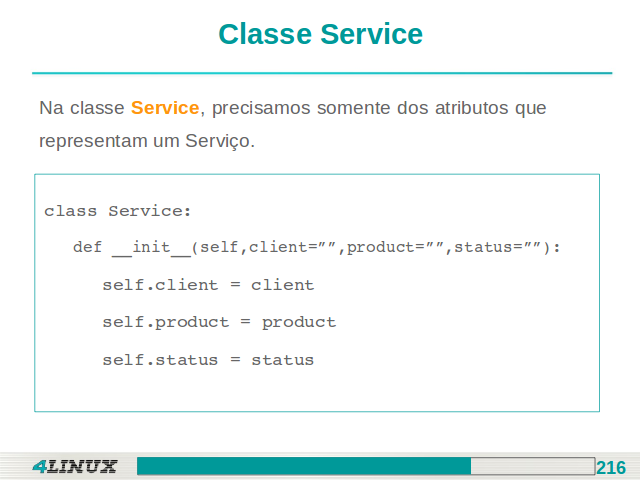 Classe Service
Na classe Service, precisamos somente dos atributos que
representam um Serviço.
class Service:
def __init__(self,client=””,product=””,status=””):
self.client = client
self.product = product
self.status = status
4LINUX
216